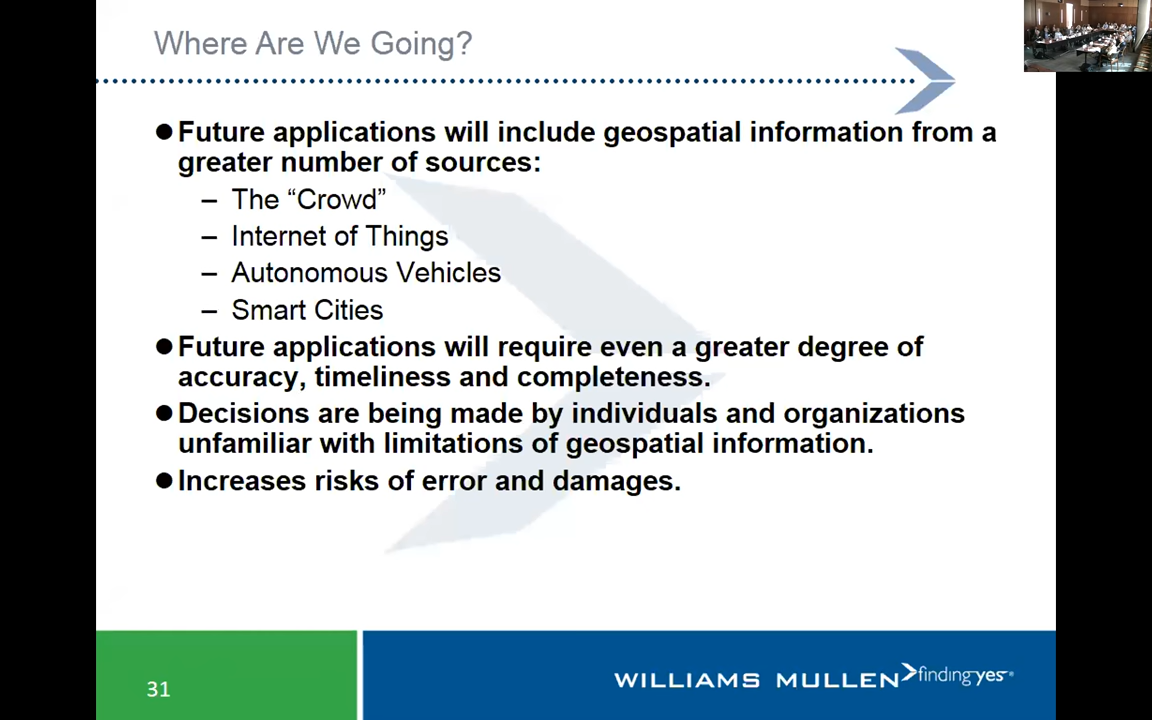 Where Are We Going?
● Future applications will include geospatial information from a
greater number of sources:
– The “Crowd”
– Internet of Things
– Autonomous Vehicles
– Smart Cities
● Future applications will require even a greater degree of
accuracy, timeliness and completeness.
● Decisions are being made by individuals and organizations
unfamiliar with limitations of geospatial information.
● Increases risks of error and damages.
31
WILLIAMS MULLEN finding yes®